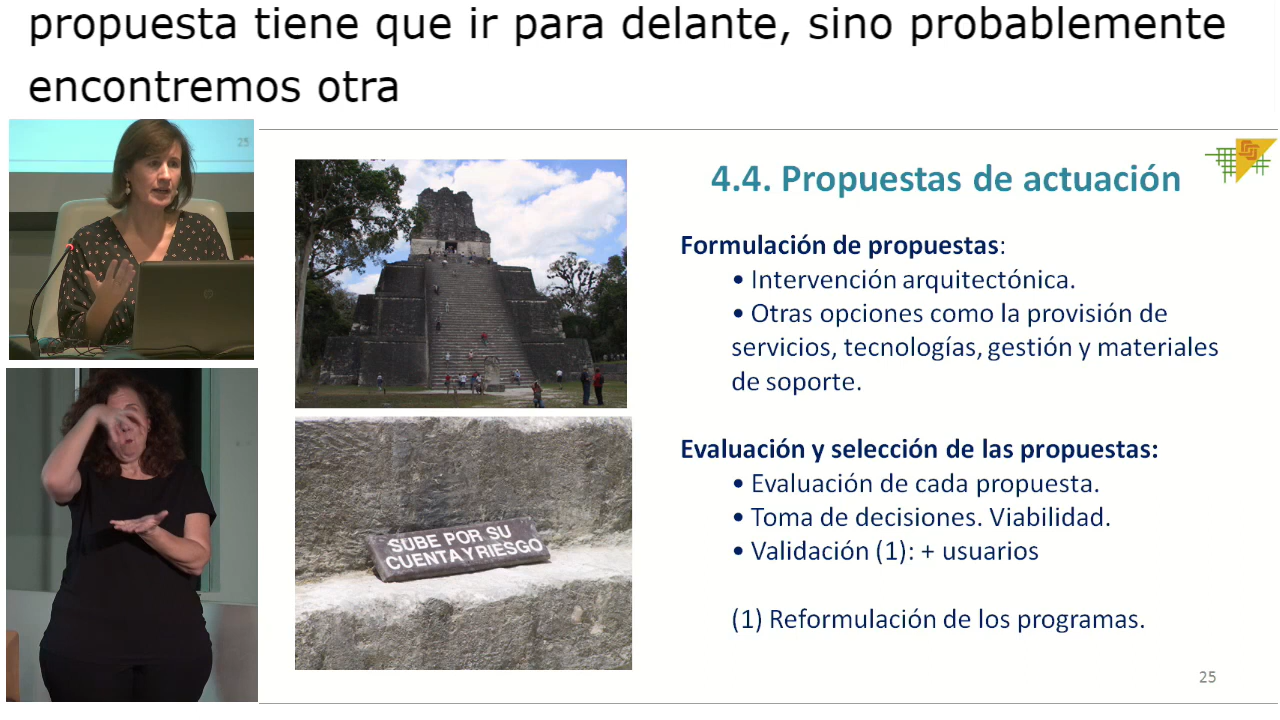 propuesta tiene que ir para delante, sino probablemente
encontremos otra
25
4.4. Propuestas de actuación
Formulación de propuestas:
• Intervención arquitectónica.
• Otras opciones como la provisión de
servicios, tecnologías, gestión y materiales
de soporte.
SUBE POR SU
CUENTA Y RIESGO
Evaluación y selección de las propuestas:
• Evaluación de cada propuesta.
• Toma de decisiones. Viabilidad.
• Validación (1): + usuarios
(1) Reformulación de los programas.
25